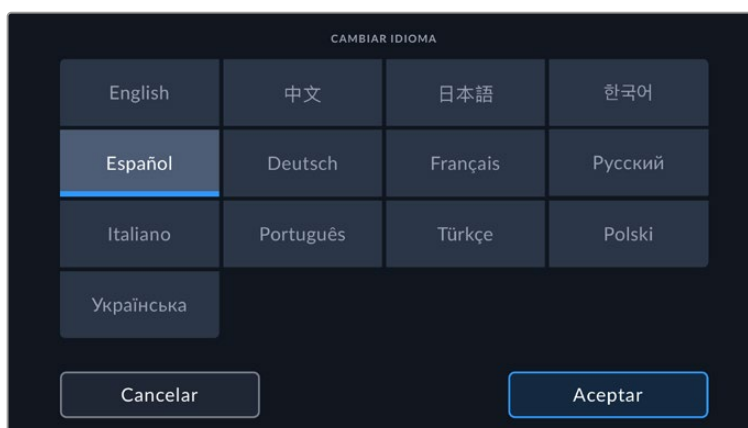 CAMBIAR IDIOMA
English 中文 日本語 한국어
Español Deutsch Français Русский
Italiano Português Türkçe Polski
Українська
Cancelar Aceptar